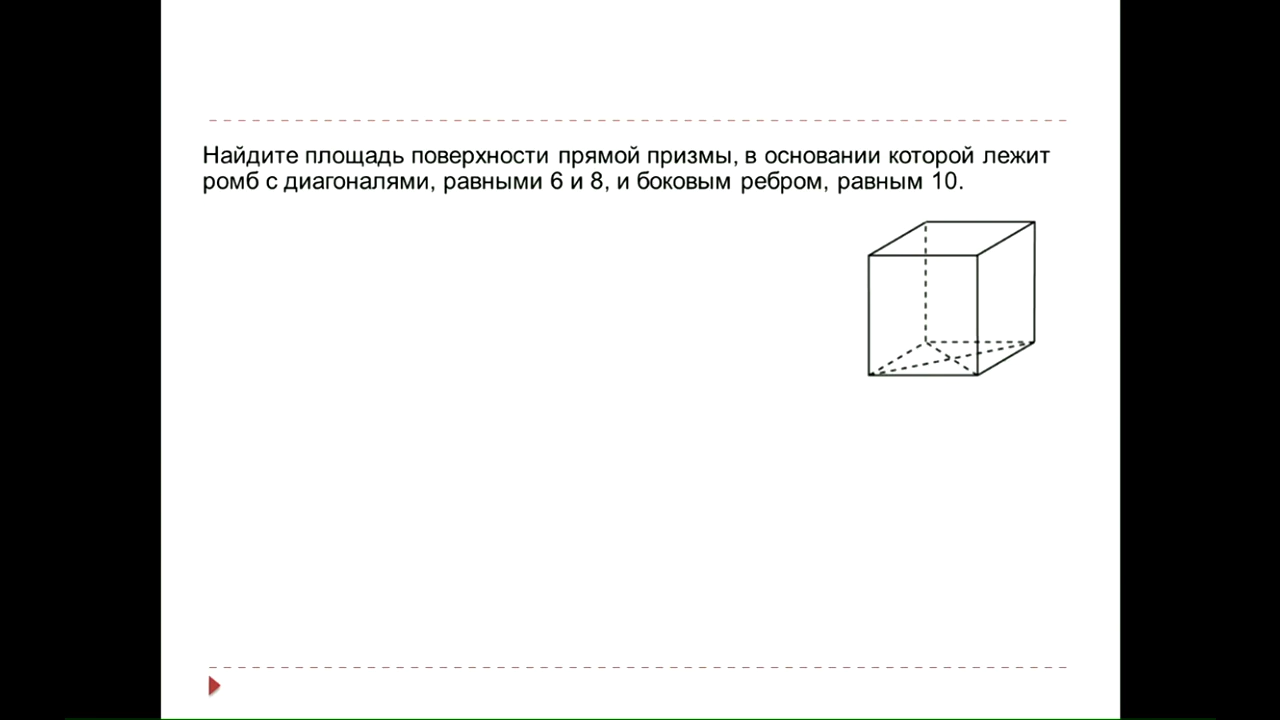 Найдите площадь поверхности прямой призмы, в основании которой лежит
ромб с диагоналями, равными 6 и 8, и боковым ребром, равным 10.